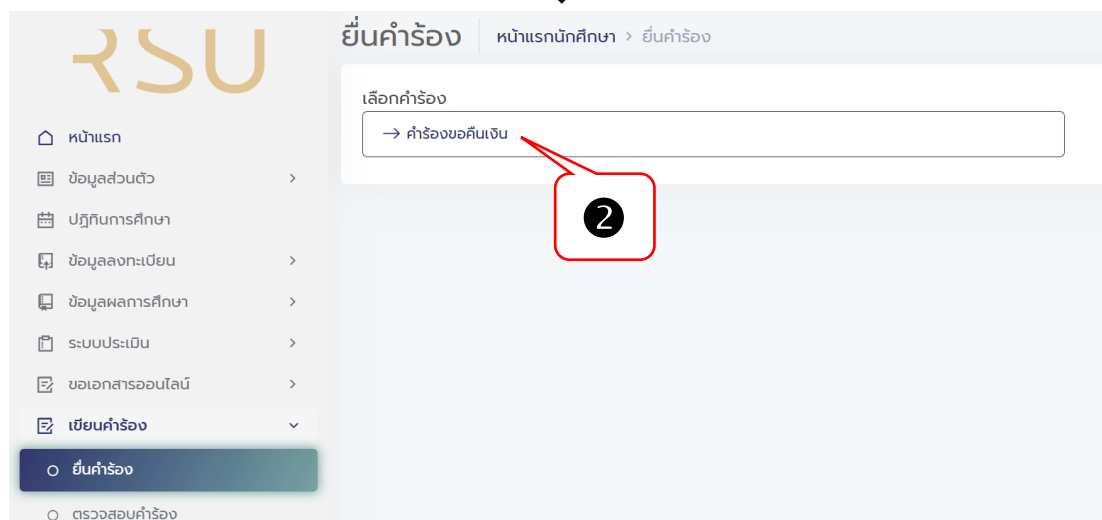 RSU
หน้าแรก
ข้อมูลส่วนตัว
ปฏิทินการศึกษา
ข้อมูลลงทะเบียน
ข้อมูลผลการศึกษา
ระบบประเมิน
ขอเอกสารออนไลน์
เขียนคำร้อง
ยื่นคำร้อง
ตรวจสอบคำร้อง
ยื่นคำร้อง หน้าแรกนักศึกษา > ยื่นคำร้อง
เลือกคำร้อง
→ คำร้องขอคืนเงิน
❷